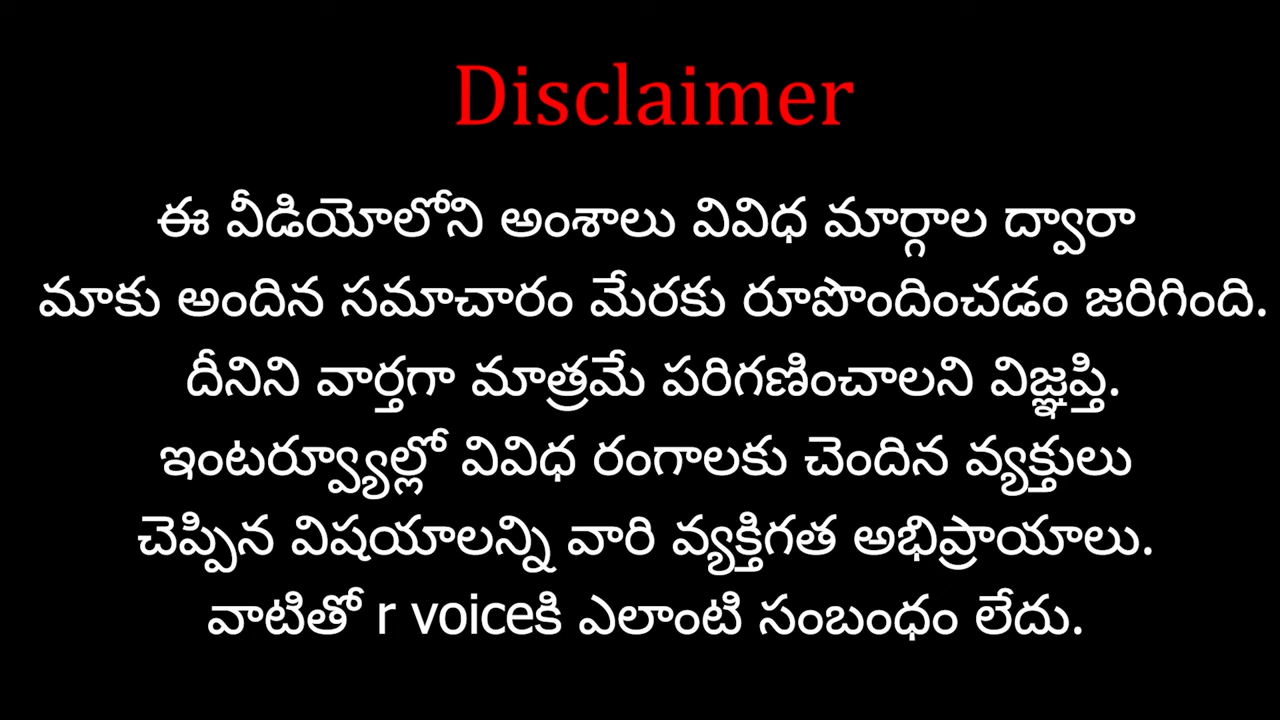 Disclaimer
ఈ వీడియోలోని అంశాలు వివిధ మార్గాల ద్వారా
మాకు అందిన సమాచారం మేరకు రూపొందించడం జరిగింది.
దీనిని వార్తగా మాత్రమే పరిగణించాలని విజ్ఞప్తి.
ఇంటర్వ్యూల్లో వివిధ రంగాలకు చెందిన వ్యక్తులు
చెప్పిన విషయాలన్ని వారి వ్యక్తిగత అభిప్రాయాలు.
వాటితో r voiceకి ఎలాంటి సంబంధం లేదు.